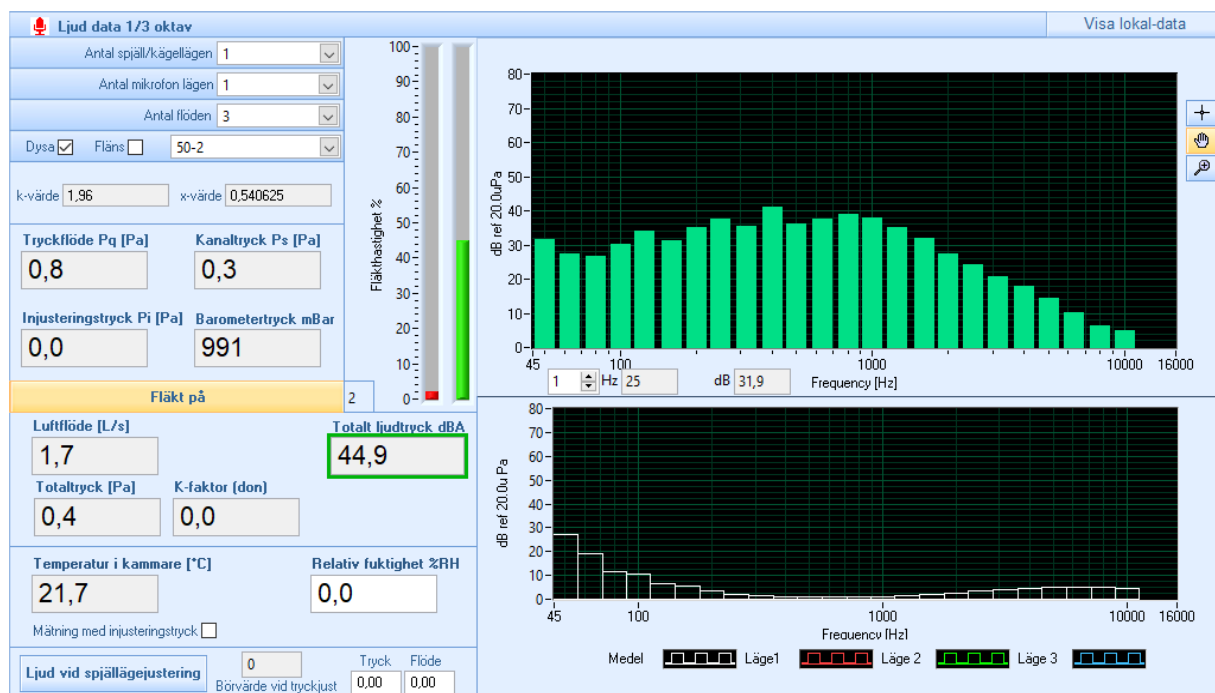 Ljud data 1/3 oktav
Visa lokal-data
Antal spjäll/kägellägen 1
Antal mikrofon lägen 1
Antal flöden 3
Dysa Fläns 50-2
k-värde 1,96 x-värde 0,540625
Tryckflöde Pq [Pa] Kanaltryck Ps [Pa]
0,8 0,3
Injusteringstryck Pi [Pa] Barometertryck mBar
0,0 991
Fläkt på 2
Luftflöde [L/s] Totalt ljudtryck dBA
1,7 44,9
Totaltryck [Pa] K-faktor (don)
0,4 0,0
Temperatur i kammare [°C] Relativ fuktighet %RH
21,7 0,0
Mätning med injusteringstryck
Ljud vid spjällägejustering 0 Tryck Flöde
Börvärde vid tryckjust 0,00 0,00
Fläkthastighet %
100
90
80
70
60
50
40
30
20
10
0
dB ref 20.0uPa
80
70
60
50
40
30
20
10
0
45 100 1000 10000 16000
1 Hz 25 dB 31,9 Frequency [Hz]
dB ref 20.0u Pa
80
70
60
50
40
30
20
10
0
45 100 1000 10000 16000
Frequency [Hz]
Medel Läge1 Läge 2 Läge 3